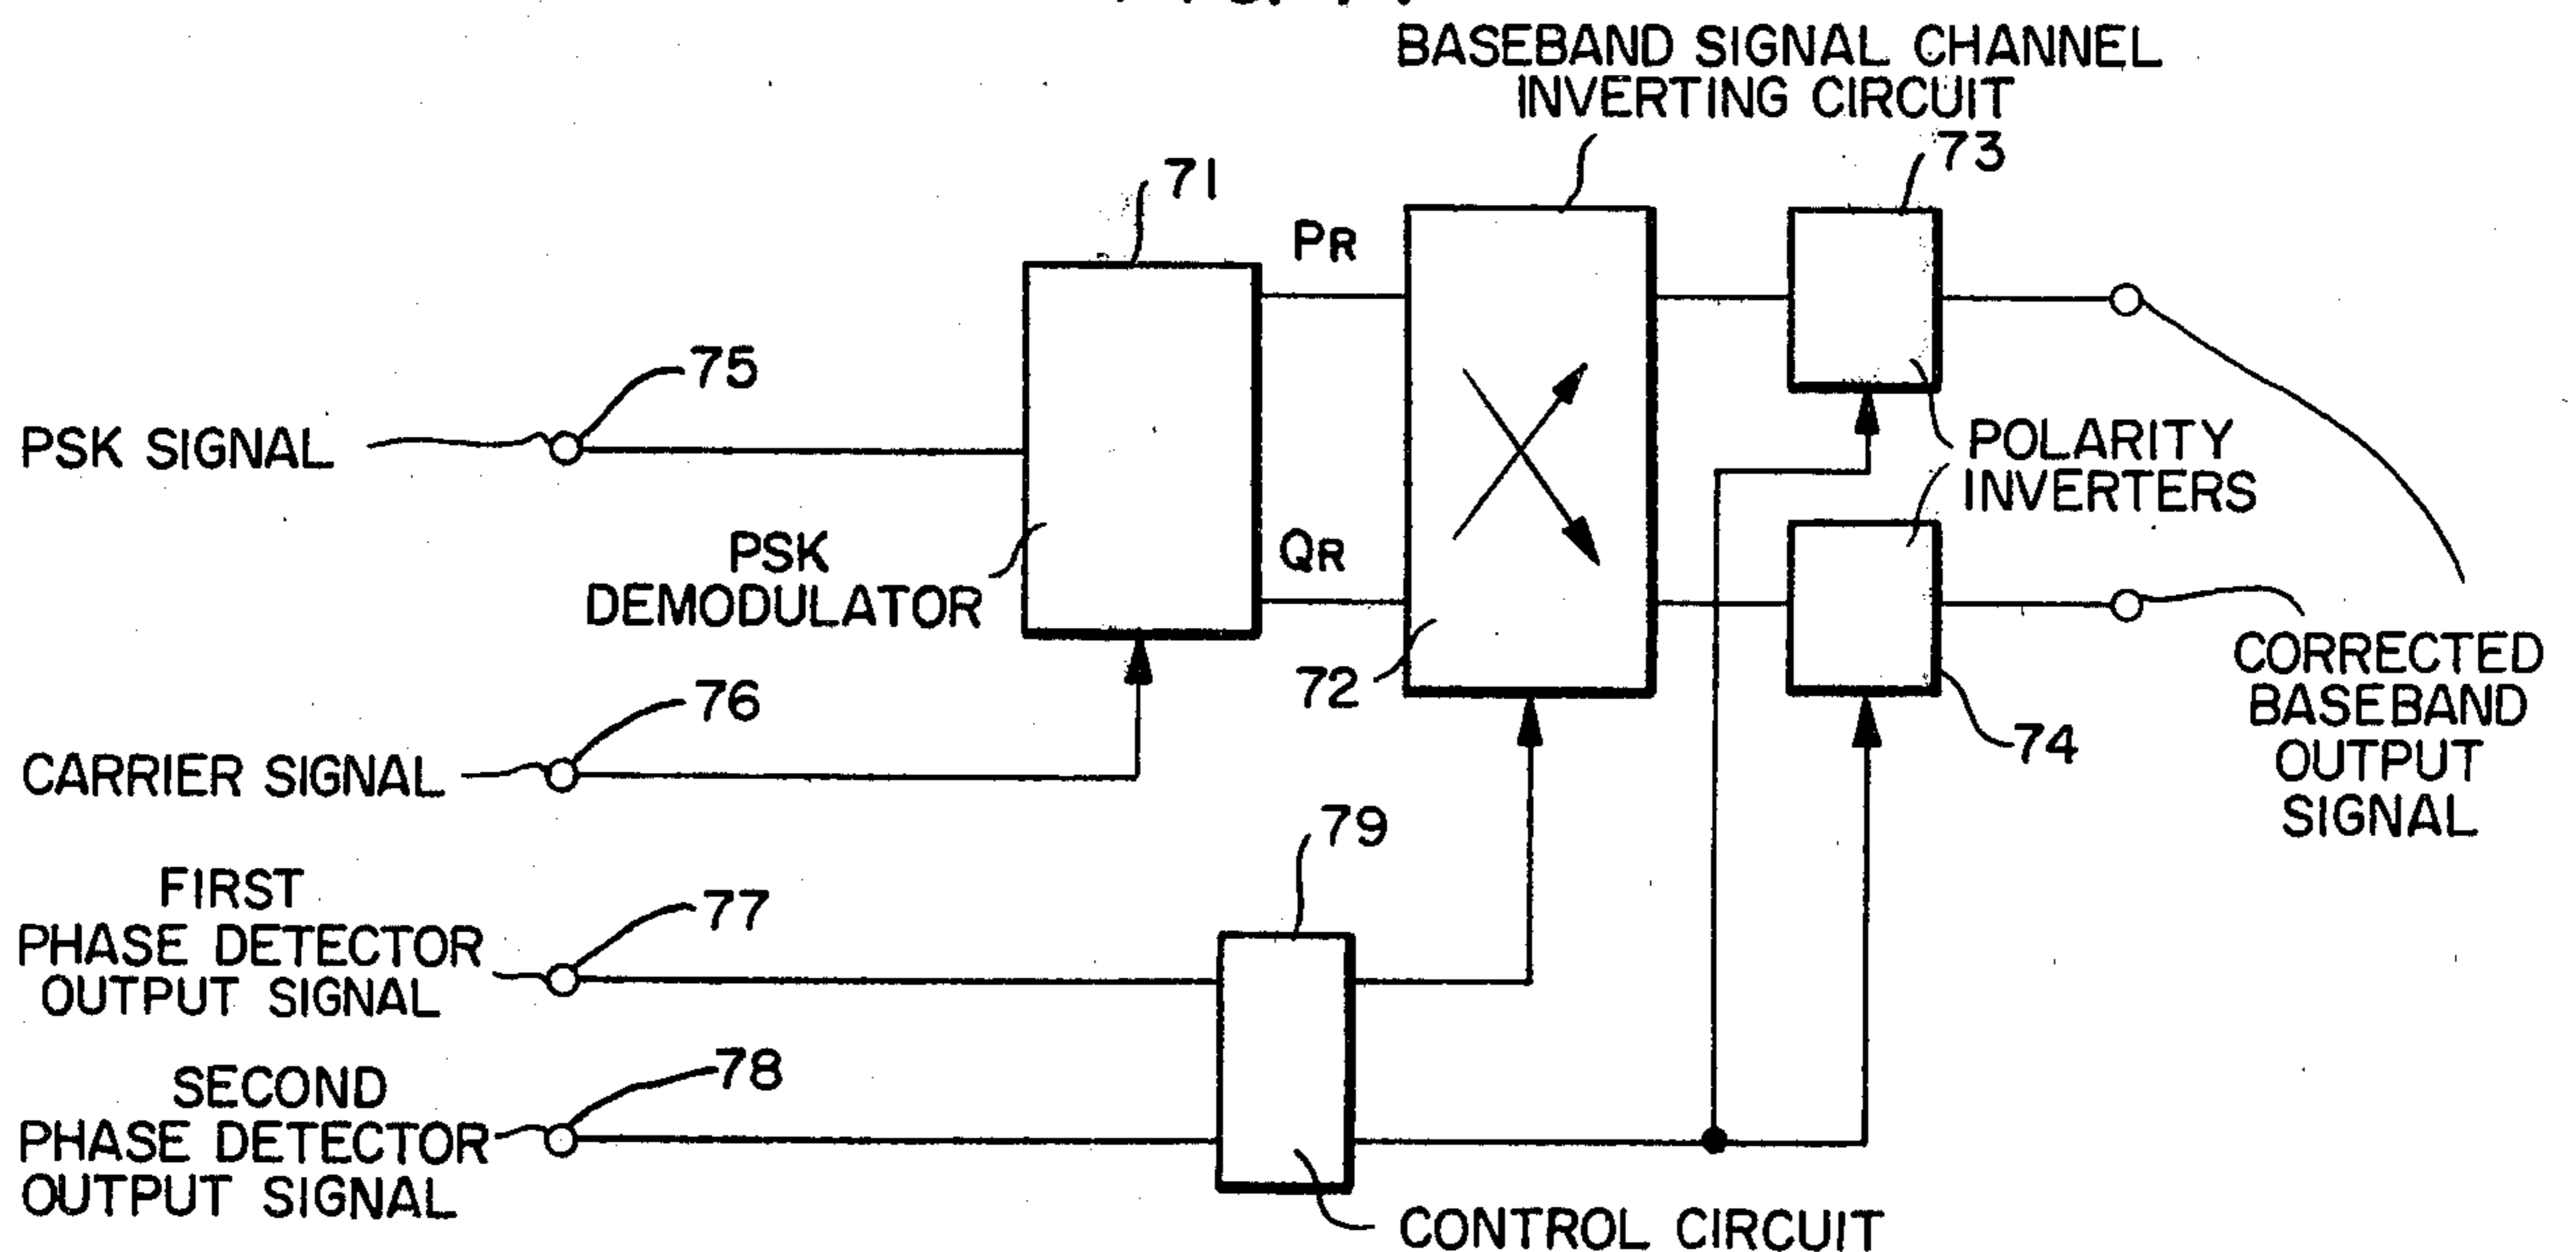 BASEBAND SIGNAL CHANNEL
INVERTING CIRCUIT
73
71
PR
75
PSK SIGNAL
POLARITY
INVERTERS
PSK
DEMODULATOR
QR
72
76
CARRIER SIGNAL
74
CORRECTED
BASEBAND
OUTPUT
SIGNAL
79
FIRST
PHASE DETECTOR
OUTPUT SIGNAL
77
SECOND
PHASE DETECTOR
OUTPUT SIGNAL
78
CONTROL CIRCUIT